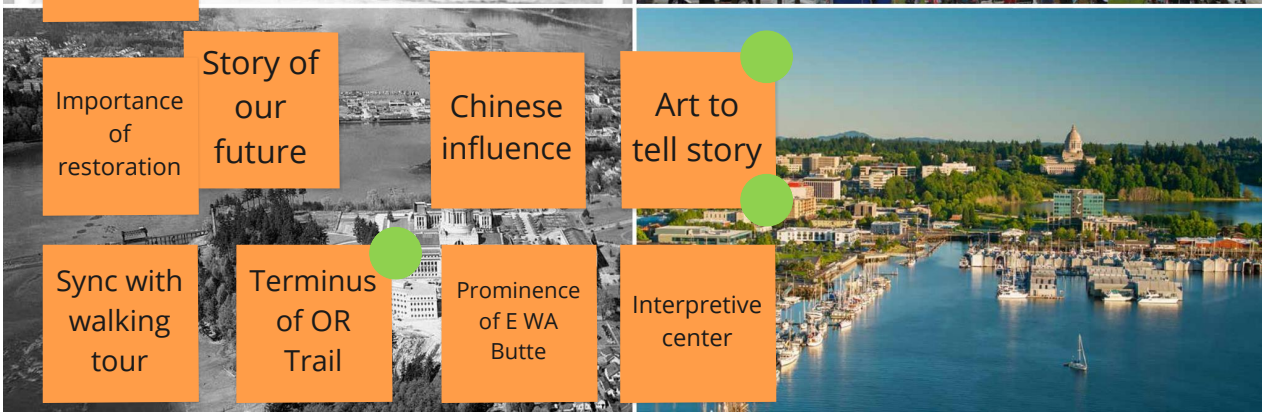 Importance
of
restoration
Story of
our
future
Chinese
influence
Art to
tell story
Sync with
walking
tour
Terminus
of OR
Trail
Prominence
of E WA
Butte
Interpretive
center